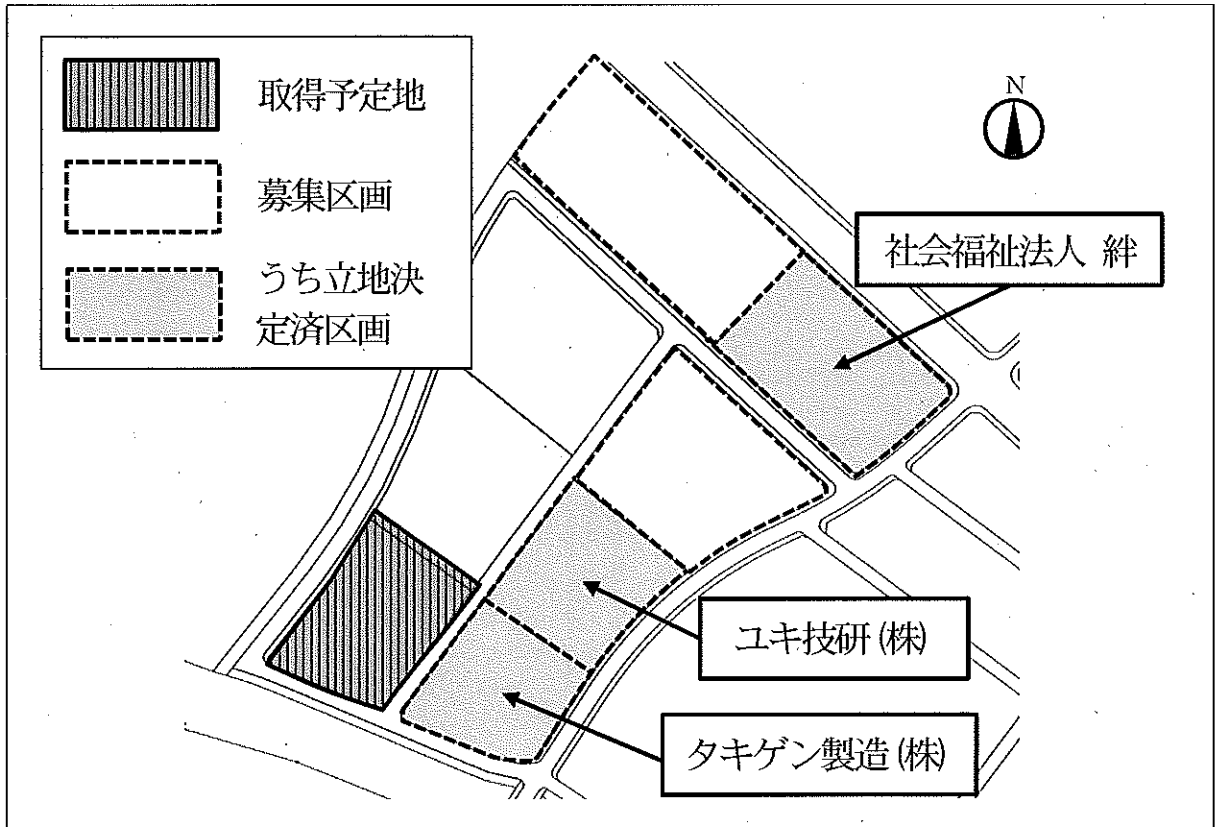 取得予定地
募集区画
うち立地決
定済区画
N
社会福祉法人 絆
ユキ技研(株)
タキゲン製造(株)